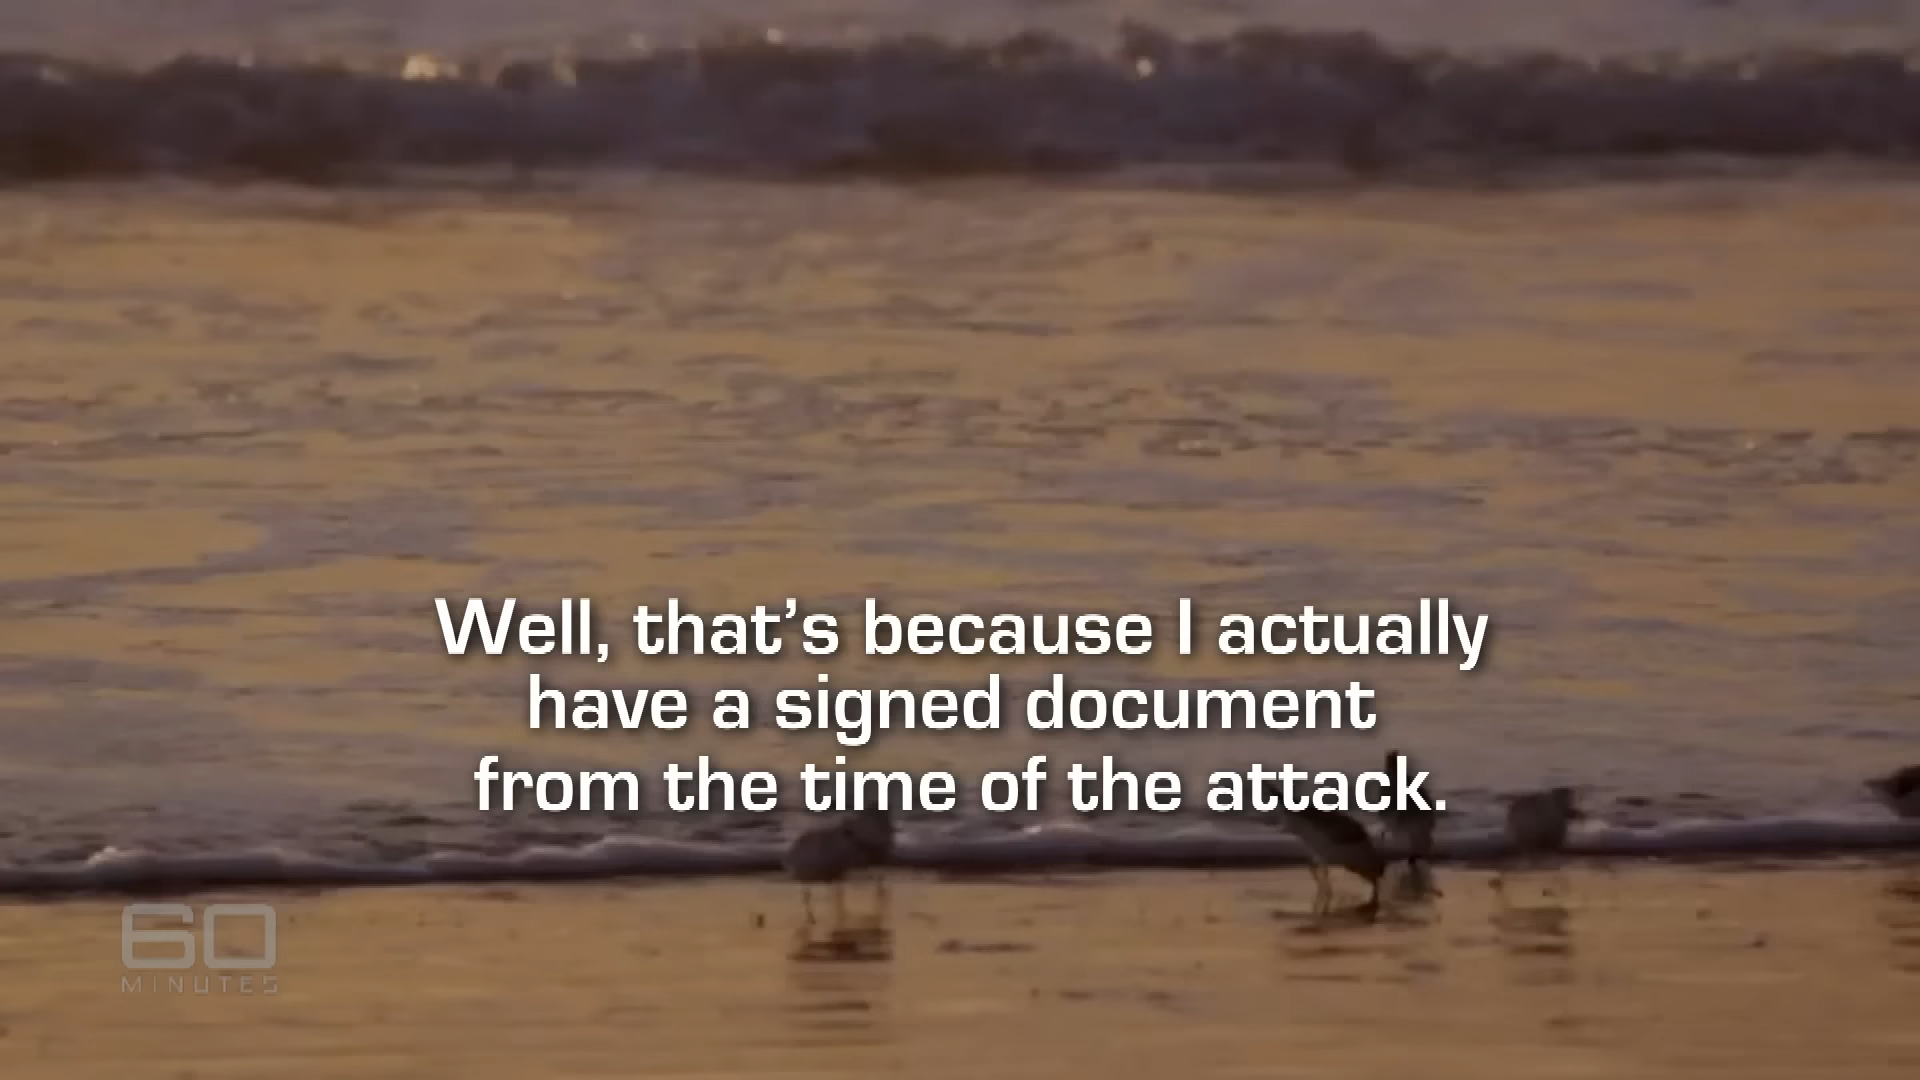 Well, that’s because I actually
have a signed document
from the time of the attack.
60
MINUTES